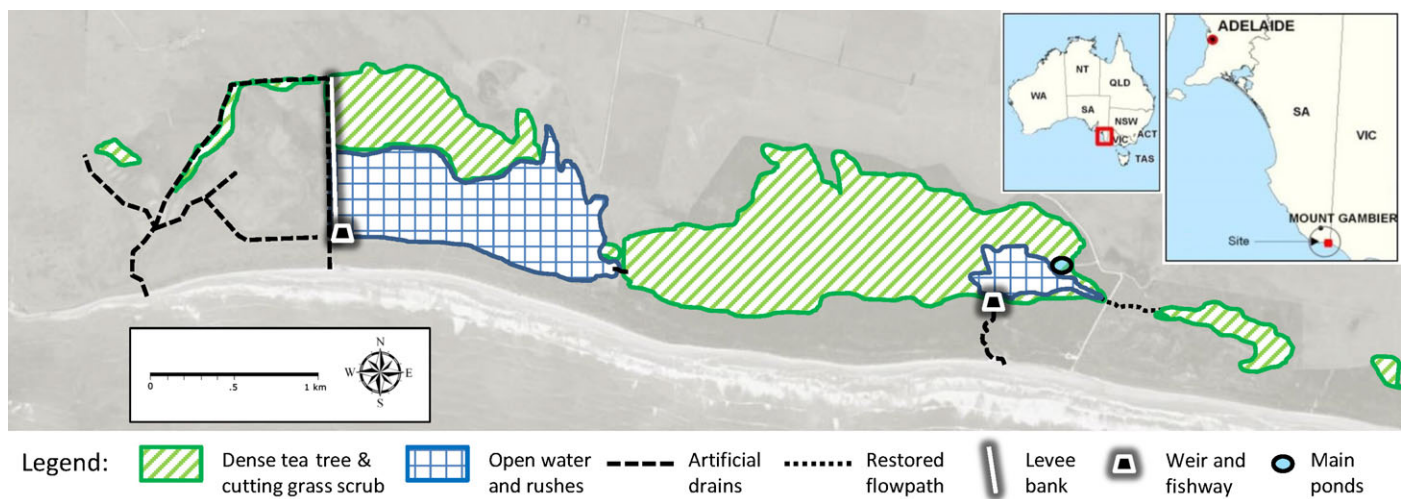 WA
NT
QLD
SA
NSW
ACT
VIC
TAS
ADELAIDE
SA
VIC
MOUNT GAMBIER
Site
N
W
E
S
0 .5 1 km
Legend:
Dense tea tree &
cutting grass scrub
Open water
and rushes
Artificial
drains
Restored
flowpath
Levee
bank
Weir and
fishway
Main
ponds